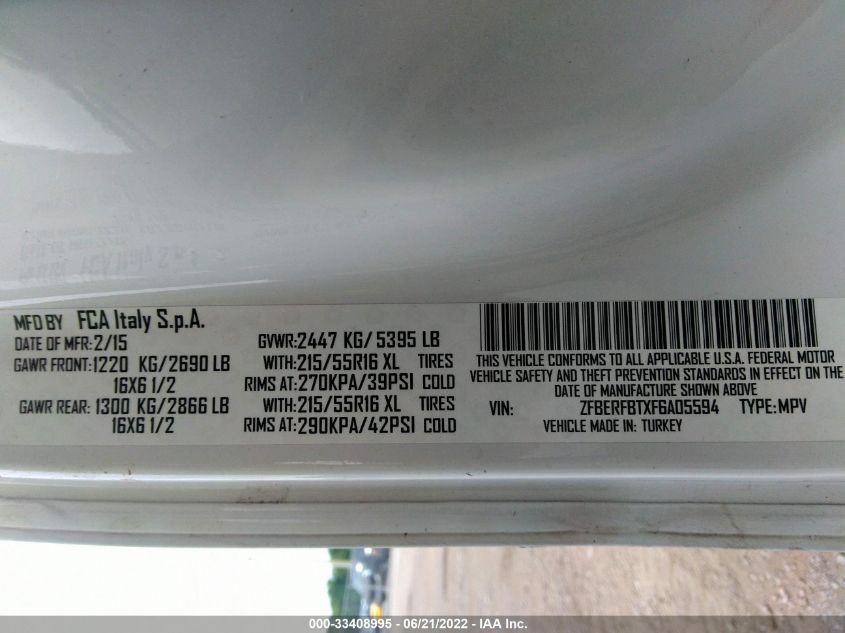 MFD BY FCA Italy S.p.A.
DATE OF MFR: 2/15
GVWR: 2447 KG/ 5395 LB
GAWR FRONT: 1220 KG/2690 LB WITH: 215/55R16 XL TIRES
16X6 1/2 RIMS AT: 270KPA/39PSI COLD
GAWR REAR: 1300 KG/2866 LB WITH: 215/55R16 XL TIRES
16X6 1/2 RIMS AT: 290KPA/42PSI COLD
THIS VEHICLE CONFORMS TO ALL APPLICABLE U.S.A. FEDERAL MOTOR
VEHICLE SAFETY AND THEFT PREVENTION STANDARDS IN EFFECT ON THE
DATE OF MANUFACTURE SHOWN ABOVE
VIN: ZFBERFBTXF6A05594 TYPE: MPV
VEHICLE MADE IN: TURKEY
000-33408995 - 06/21/2022 - IAA Inc.